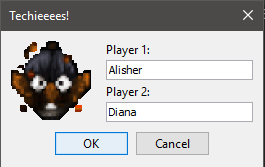 Techieeees!
Player 1:
Alisher
Player 2:
Diana
OK
Cancel